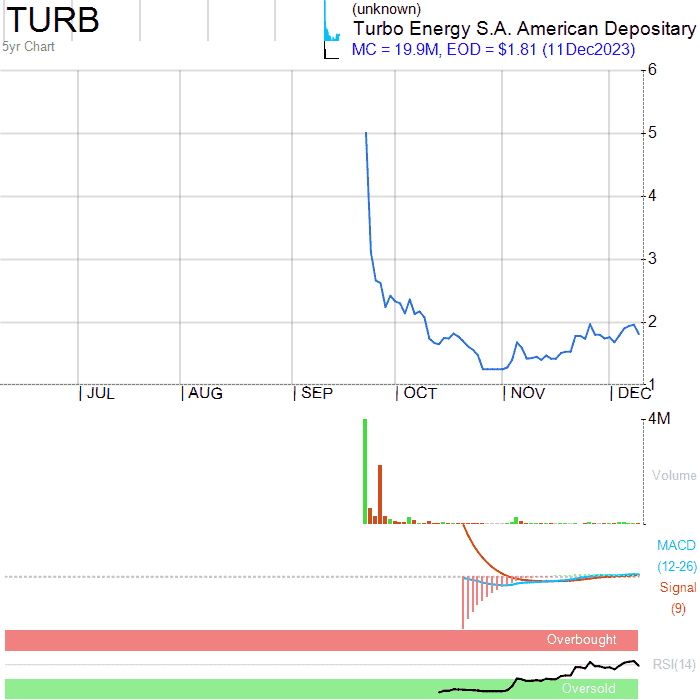 TURB
5yr Chart
(unknown)
Turbo Energy S.A. American Depositary
MC = 19.9M, EOD = $1.81 (11Dec2023)
6
5
4
3
2
1
JUL
AUG
SEP
OCT
NOV
DEC
4M
Volume
MACD
(12-26)
Signal
(9)
Overbought
RSI(14)
Oversold